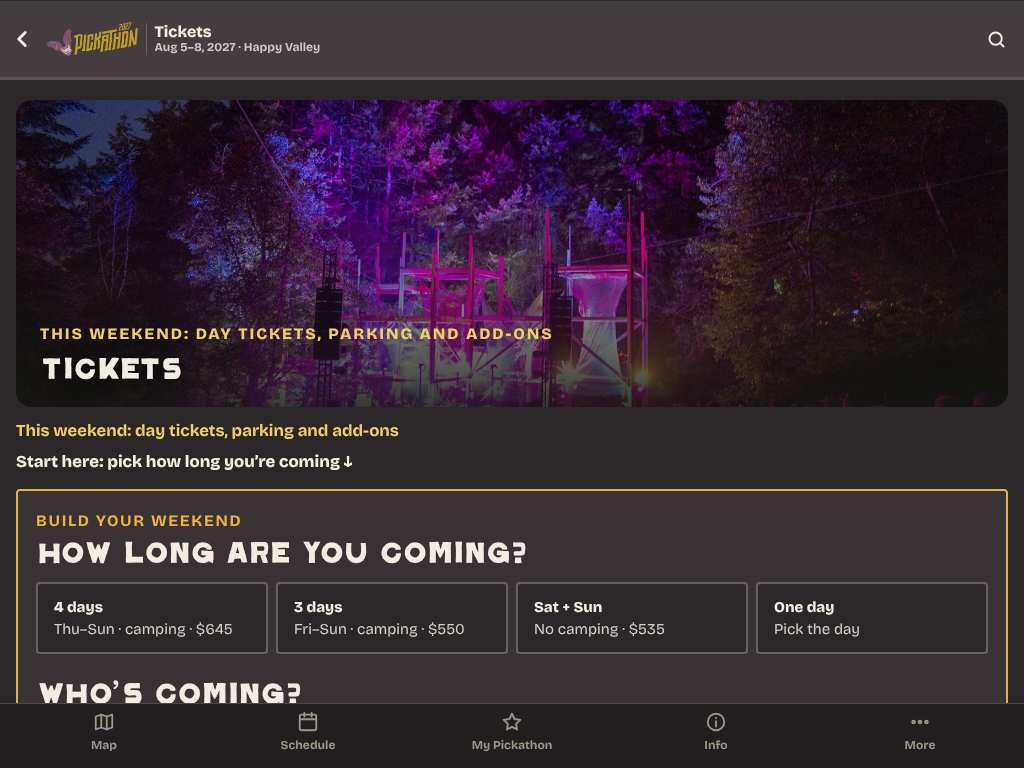 2027
PICKATHON
Tickets
Aug 5–8, 2027 · Happy Valley
THIS WEEKEND: DAY TICKETS, PARKING AND ADD-ONS
TICKETS
This weekend: day tickets, parking and add-ons
Start here: pick how long you’re coming ↓
BUILD YOUR WEEKEND
HOW LONG ARE YOU COMING?
4 days
Thu–Sun · camping · $645
3 days
Fri–Sun · camping · $550
Sat + Sun
No camping · $535
One day
Pick the day
WHO’S COMING?
Map
Schedule
My Pickathon
Info
More